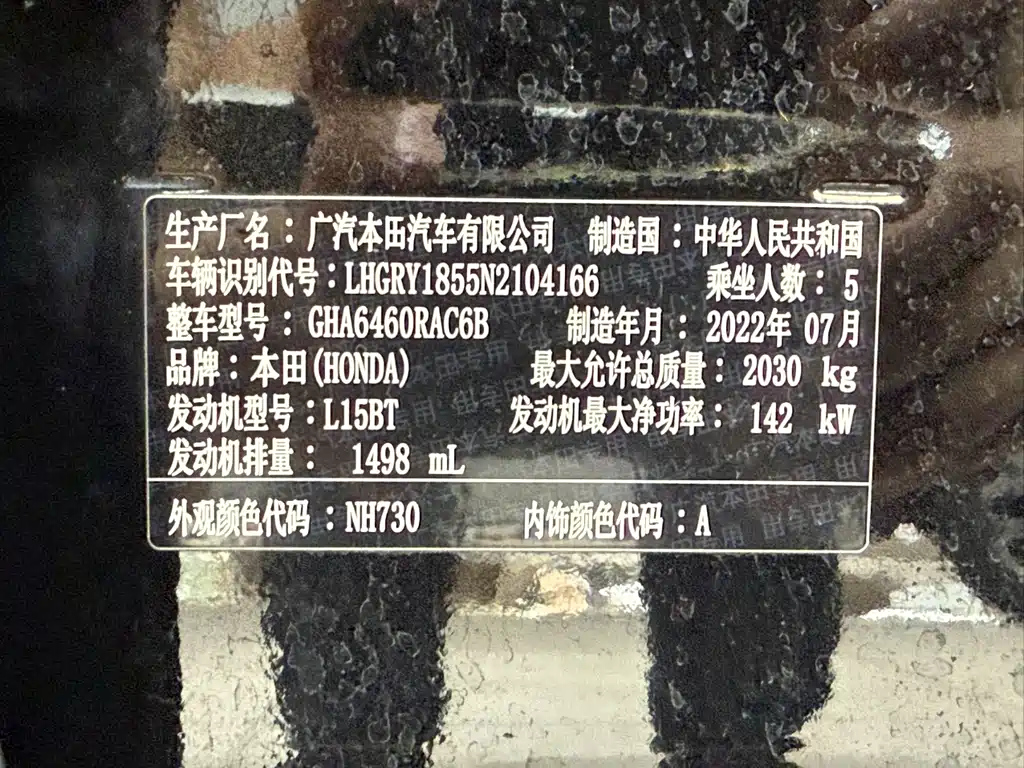 生产厂名：广汽本田汽车有限公司 制造国：中华人民共和国
车辆识别代号：LHGRY1855N2104166 乘坐人数：5
整车型号：GHA6460RAC6B 制造年月：2022年 07月
品牌：本田(HONDA) 最大允许总质量：2030 kg
发动机型号：L15BT 发动机最大净功率：142 kW
发动机排量：1498 mL
外观颜色代码：NH730 内饰颜色代码：A